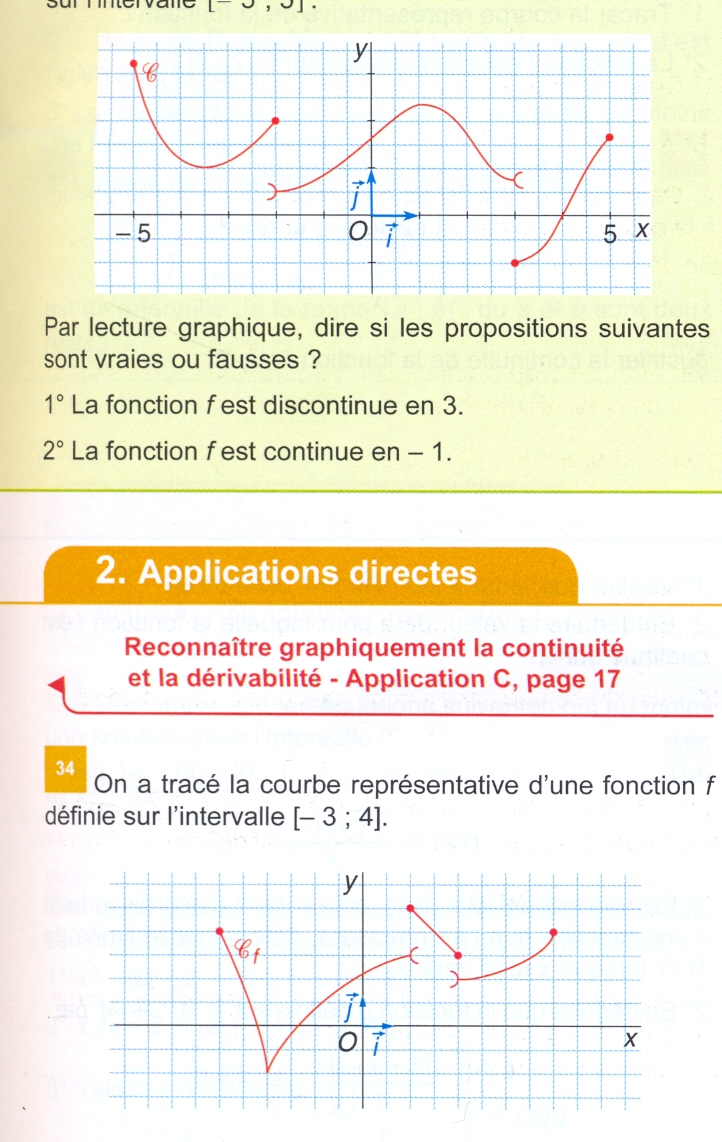 sur l'intervalle [– 5 ; 5].
y
𝒞
j
– 5
O
i
5
x
Par lecture graphique, dire si les propositions suivantes
sont vraies ou fausses ?
1° La fonction f est discontinue en 3.
2° La fonction f est continue en – 1.
2. Applications directes
Reconnaître graphiquement la continuité
et la dérivabilité - Application C, page 17
34
On a tracé la courbe représentative d'une fonction f
définie sur l'intervalle [– 3 ; 4].
y
𝒞f
j
O
i
x